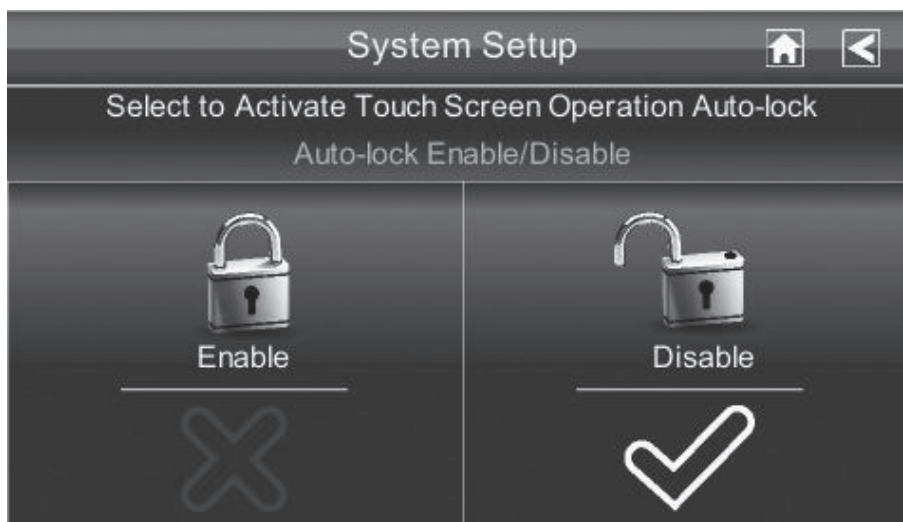 System Setup
Select to Activate Touch Screen Operation Auto-lock
Auto-lock Enable/Disable
Enable
Disable